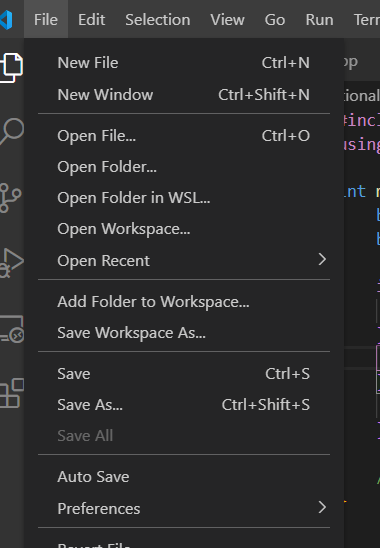 File Edit Selection View Go Run Term
New File Ctrl+N
New Window Ctrl+Shift+N
Open File... Ctrl+O
Open Folder...
Open Folder in WSL...
Open Workspace...
Open Recent
Add Folder to Workspace...
Save Workspace As...
Save Ctrl+S
Save As... Ctrl+Shift+S
Save All
Auto Save
Preferences
Revert File
pp
tional
#incl
using
int